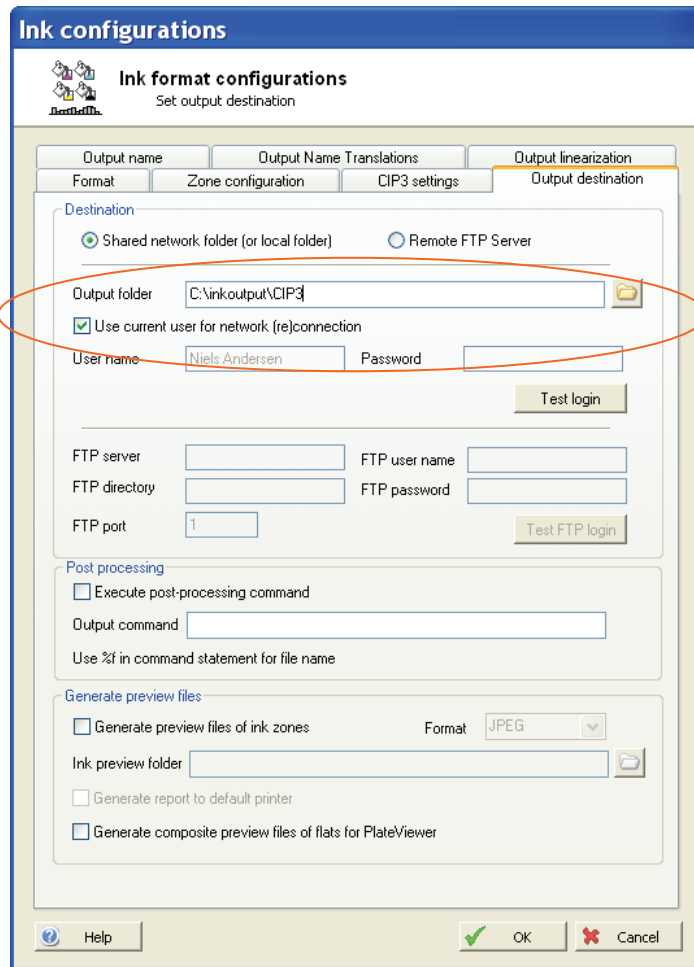 Ink configurations
Ink format configurations
Set output destination
Output name Output Name Translations Output linearization
Format Zone configuration CIP3 settings Output destination
Destination
Shared network folder (or local folder) Remote FTP Server
Output folder C:\inkoutput\CIP3
Use current user for network (re)connection
User name Niels Andersen Password
Test login
FTP server FTP user name
FTP directory FTP password
FTP port 1 Test FTP login
Post processing
Execute post-processing command
Output command
Use %f in command statement for file name
Generate preview files
Generate preview files of ink zones Format JPEG
Ink preview folder
Generate report to default printer
Generate composite preview files of flats for PlateViewer
Help OK Cancel